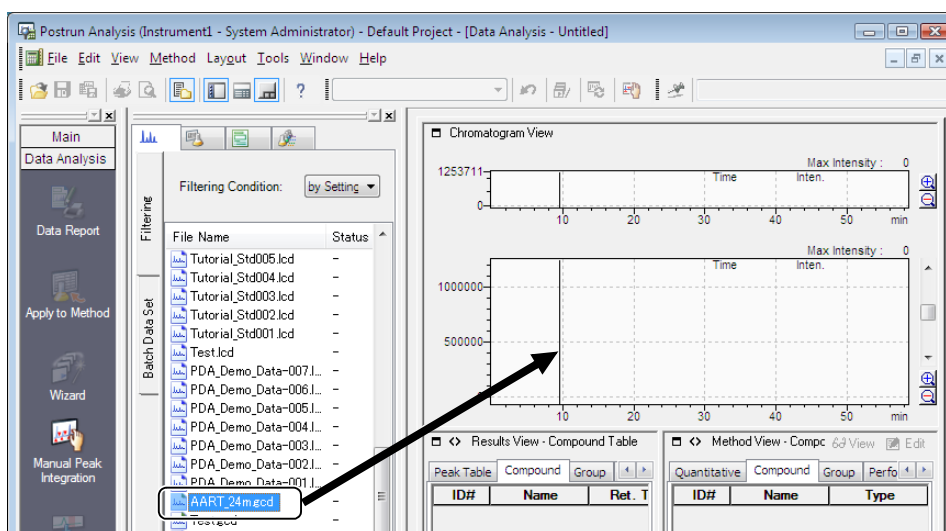 Postrun Analysis (Instrument1 - System Administrator) - Default Project - [Data Analysis - Untitled]
File Edit View Method Layout Tools Window Help
?
Main
Data Analysis
Data Report
Apply to Method
Wizard
Manual Peak
Integration
Filtering
Batch Data Set
Filtering Condition: by Setting
File Name Status
Tutorial_Std005.lcd -
Tutorial_Std004.lcd -
Tutorial_Std003.lcd -
Tutorial_Std002.lcd -
Tutorial_Std001.lcd -
Test.lcd -
PDA_Demo_Data-007.l... -
PDA_Demo_Data-006.l... -
PDA_Demo_Data-005.l... -
PDA_Demo_Data-004.l... -
PDA_Demo_Data-003.l... -
PDA_Demo_Data-002.l... -
PDA_Demo_Data-001.l... -
AART_24m.gcd -
Test.gcd -
Chromatogram View
Max Intensity : 0
1253711 Time Inten.
0
10 20 30 40 50 min
Max Intensity : 0
Time Inten.
1000000
500000
10 20 30 40 50 min
Results View - Compound Table
Peak Table Compound Group
ID# Name Ret. T
Method View - Compc View Edit
Quantitative Compound Group Perfo
ID# Name Type